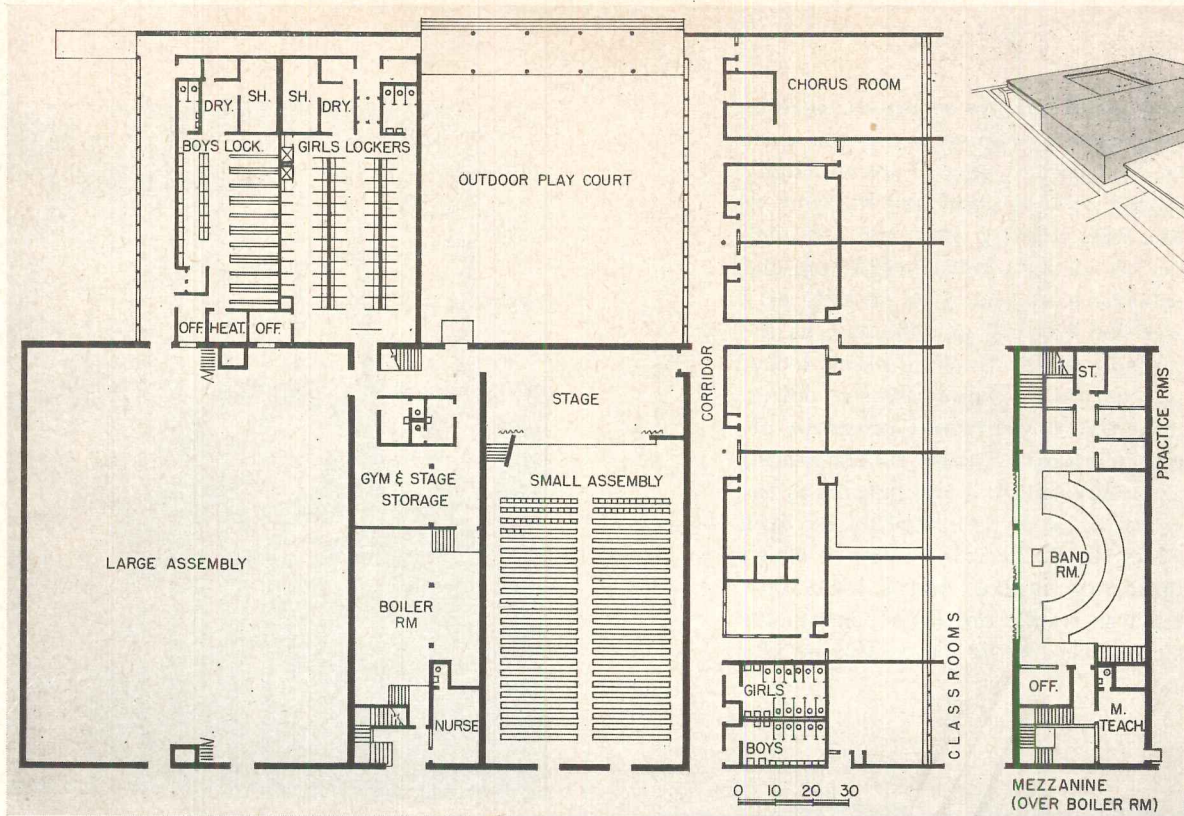 CHORUS ROOM
DRY.
SH.
SH.
DRY.
BOYS LOCK.
GIRLS LOCKERS
OUTDOOR PLAY COURT
OFF.
HEAT.
OFF.
CORRIDOR
STAGE
ST.
PRACTICE RMS
GYM & STAGE
STORAGE
SMALL ASSEMBLY
LARGE ASSEMBLY
BOILER
RM
BAND
RM.
CLASSROOMS
GIRLS
OFF.
NURSE
M.
TEACH.
BOYS
0 10 20 30
MEZZANINE
(OVER BOILER RM)